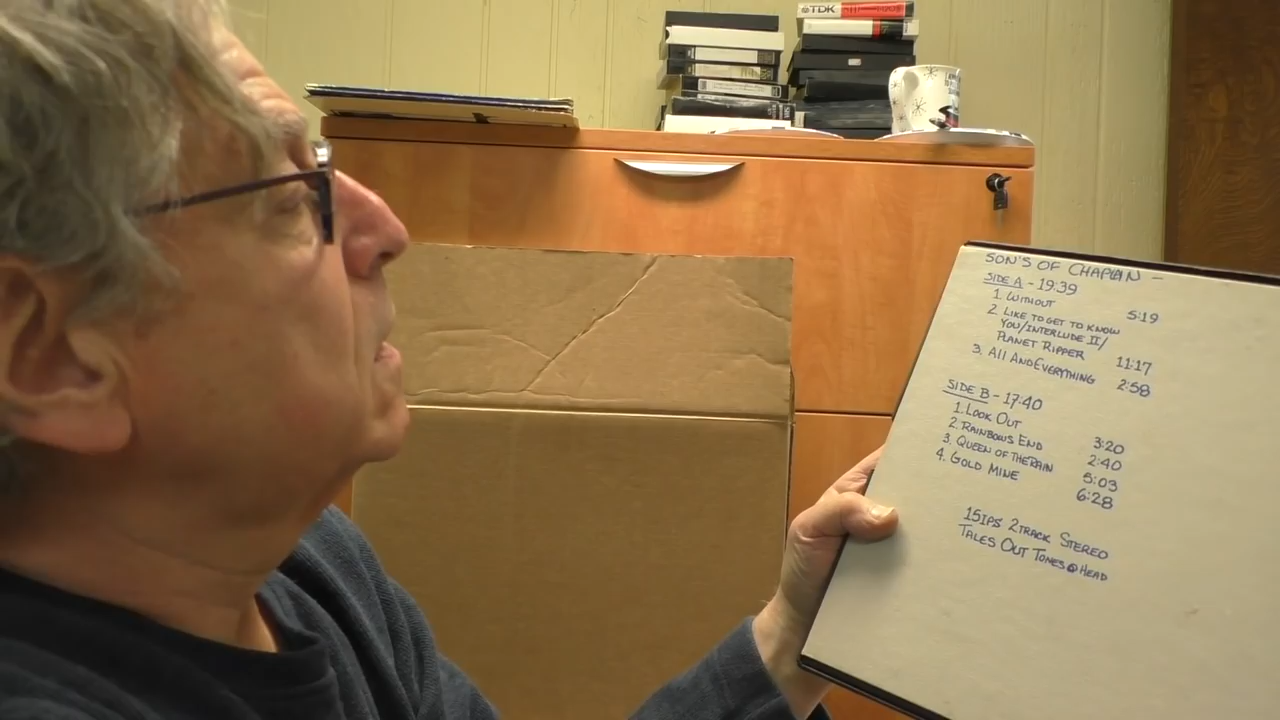 TDK
SON'S OF CHAPLIN -
SIDE A - 19:39
1. WITHOUT 5:19
2. LIKE TO GET TO KNOW
YOU/INTERLUDE II/
PLANET RIPPER 11:17
3. ALL AND EVERYTHING 2:58
SIDE B - 17:40
1. LOOK OUT 3:20
2. RAINBOWS END 2:40
3. QUEEN OF THE RAIN 5:03
4. GOLD MINE 6:28
15IPS 2TRACK STEREO
TALES OUT TONES @ HEAD